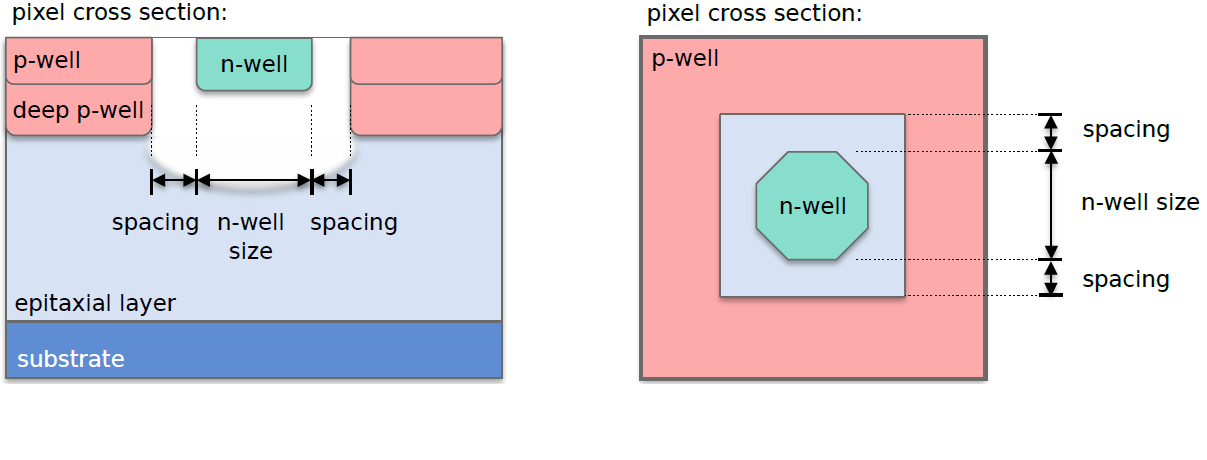 pixel cross section:
p-well
n-well
deep p-well
spacing
n-well
size
spacing
epitaxial layer
substrate
pixel cross section:
p-well
n-well
spacing
n-well size
spacing